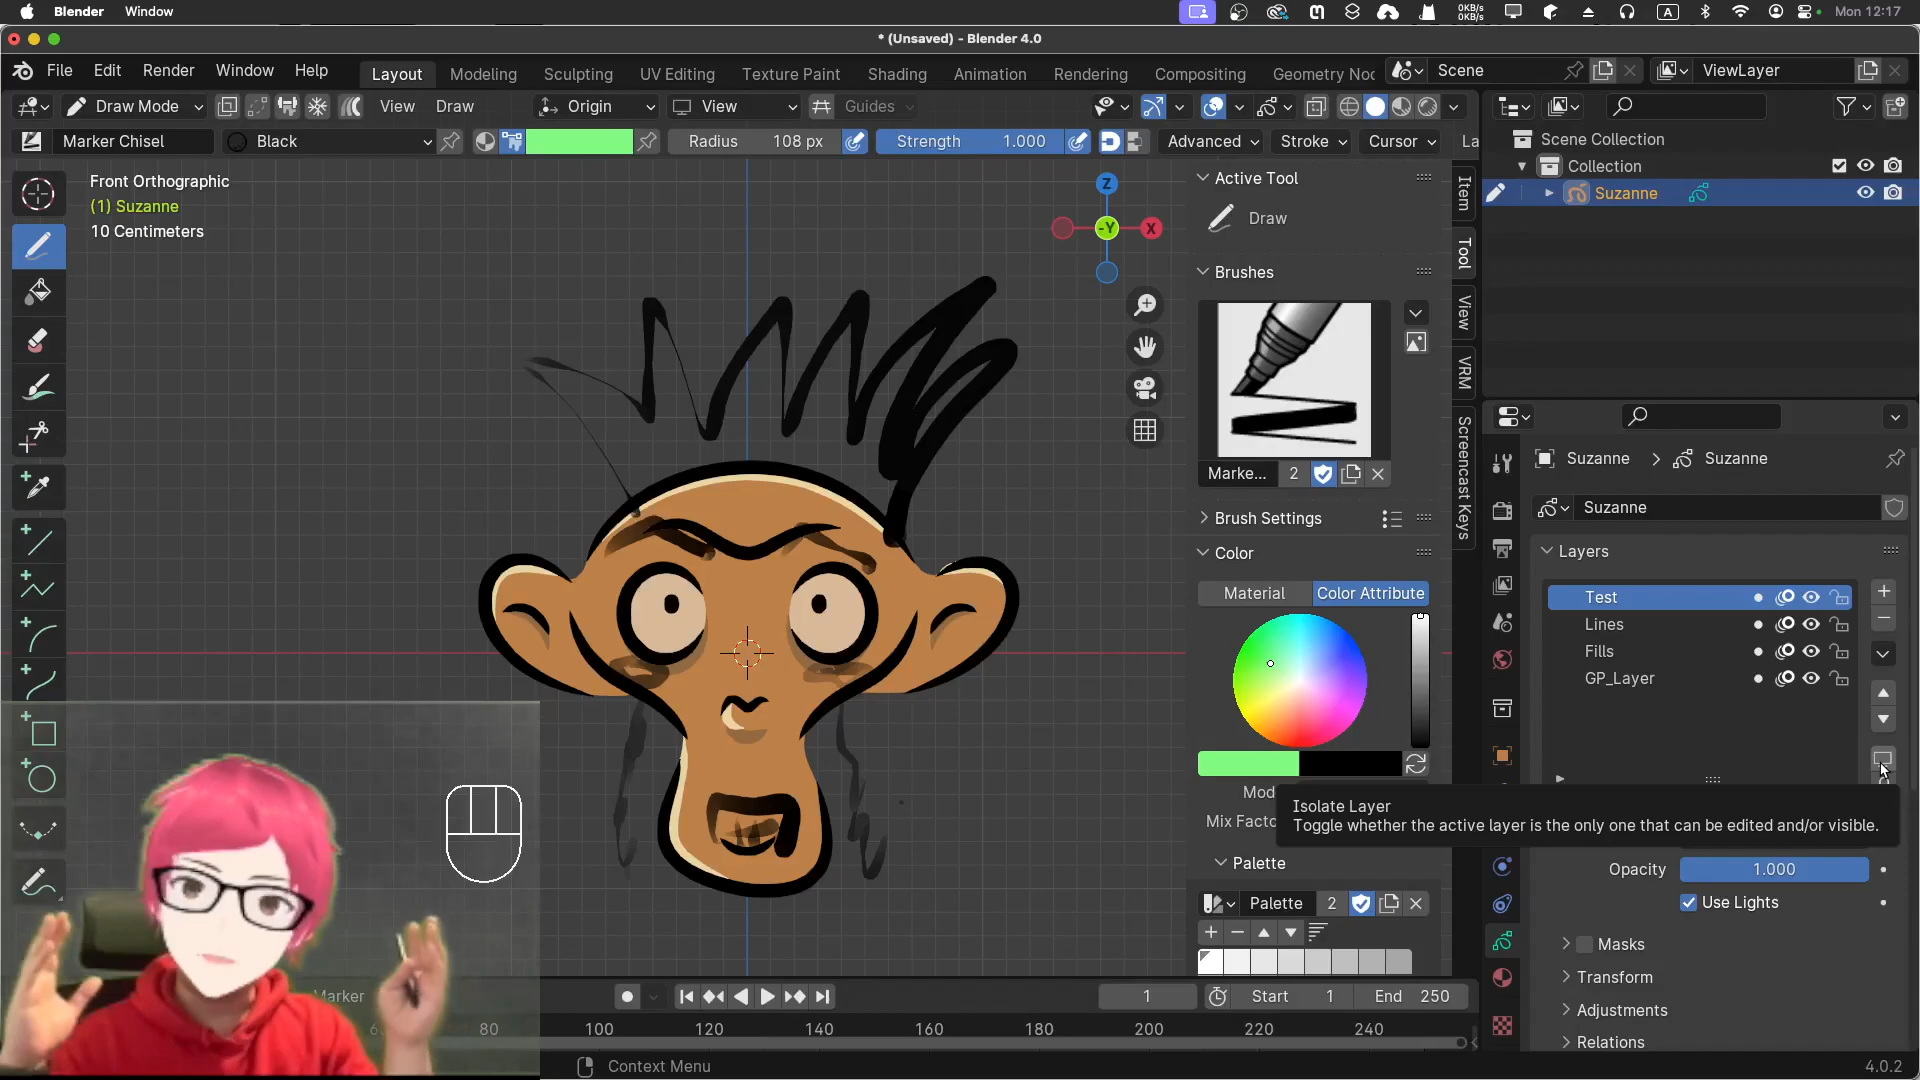 Blender Window
0KB/s
0KB/s
A
Mon 12:17
* (Unsaved) - Blender 4.0
File Edit Render Window Help
Layout Modeling Sculpting UV Editing Texture Paint Shading Animation Rendering Compositing Geometry Noc
Scene
ViewLayer
Draw Mode
View Draw
Origin
View
Guides
Marker Chisel
Black
Radius 108 px
Strength 1.000
Advanced
Stroke
Cursor
La
Front Orthographic
(1) Suzanne
10 Centimeters
Z
-Y
X
Active Tool
Draw
Brushes
Marke... 2
Brush Settings
Color
Material Color Attribute
Mod
Mix Facto
Palette
Palette 2
Item
Tool
View
VRM
Screencast Keys
Scene Collection
Collection
Suzanne
Suzanne > Suzanne
Suzanne
Layers
Test
Lines
Fills
GP_Layer
Isolate Layer
Toggle whether the active layer is the only one that can be edited and/or visible.
Opacity 1.000
Use Lights
Masks
Transform
Adjustments
Relations
Marker
1
Start 1
End 250
80 100 120 140 160 180 200 220 240
Context Menu
4.0.2